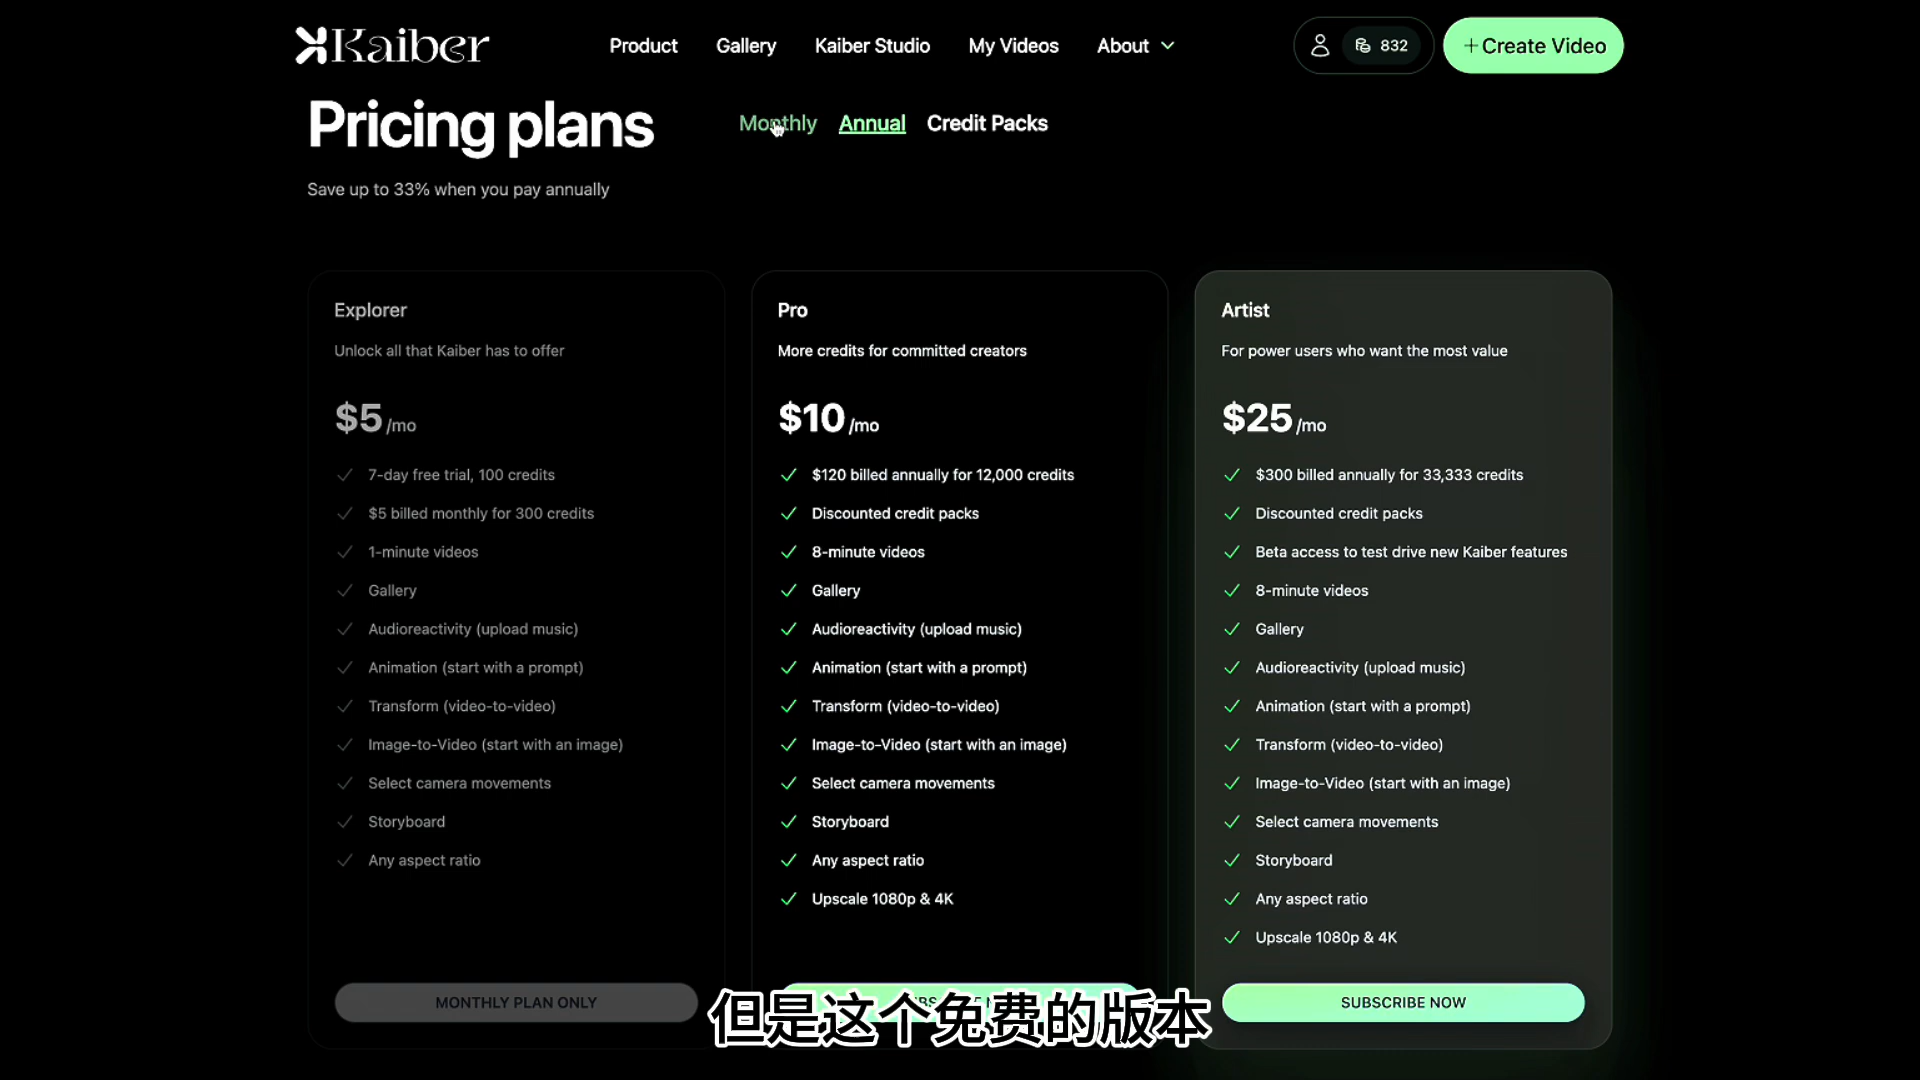 Kaiber
Product
Gallery
Kaiber Studio
My Videos
About
832
+Create Video
Pricing plans
Monthly
Annual
Credit Packs
Save up to 33% when you pay annually
Explorer
Unlock all that Kaiber has to offer
$5 /mo
7-day free trial, 100 credits
$5 billed monthly for 300 credits
1-minute videos
Gallery
Audioreactivity (upload music)
Animation (start with a prompt)
Transform (video-to-video)
Image-to-Video (start with an image)
Select camera movements
Storyboard
Any aspect ratio
MONTHLY PLAN ONLY
Pro
More credits for committed creators
$10 /mo
$120 billed annually for 12,000 credits
Discounted credit packs
8-minute videos
Gallery
Audioreactivity (upload music)
Animation (start with a prompt)
Transform (video-to-video)
Image-to-Video (start with an image)
Select camera movements
Storyboard
Any aspect ratio
Upscale 1080p & 4K
Artist
For power users who want the most value
$25 /mo
$300 billed annually for 33,333 credits
Discounted credit packs
Beta access to test drive new Kaiber features
8-minute videos
Gallery
Audioreactivity (upload music)
Animation (start with a prompt)
Transform (video-to-video)
Image-to-Video (start with an image)
Select camera movements
Storyboard
Any aspect ratio
Upscale 1080p & 4K
SUBSCRIBE NOW
但是这个免费的版本